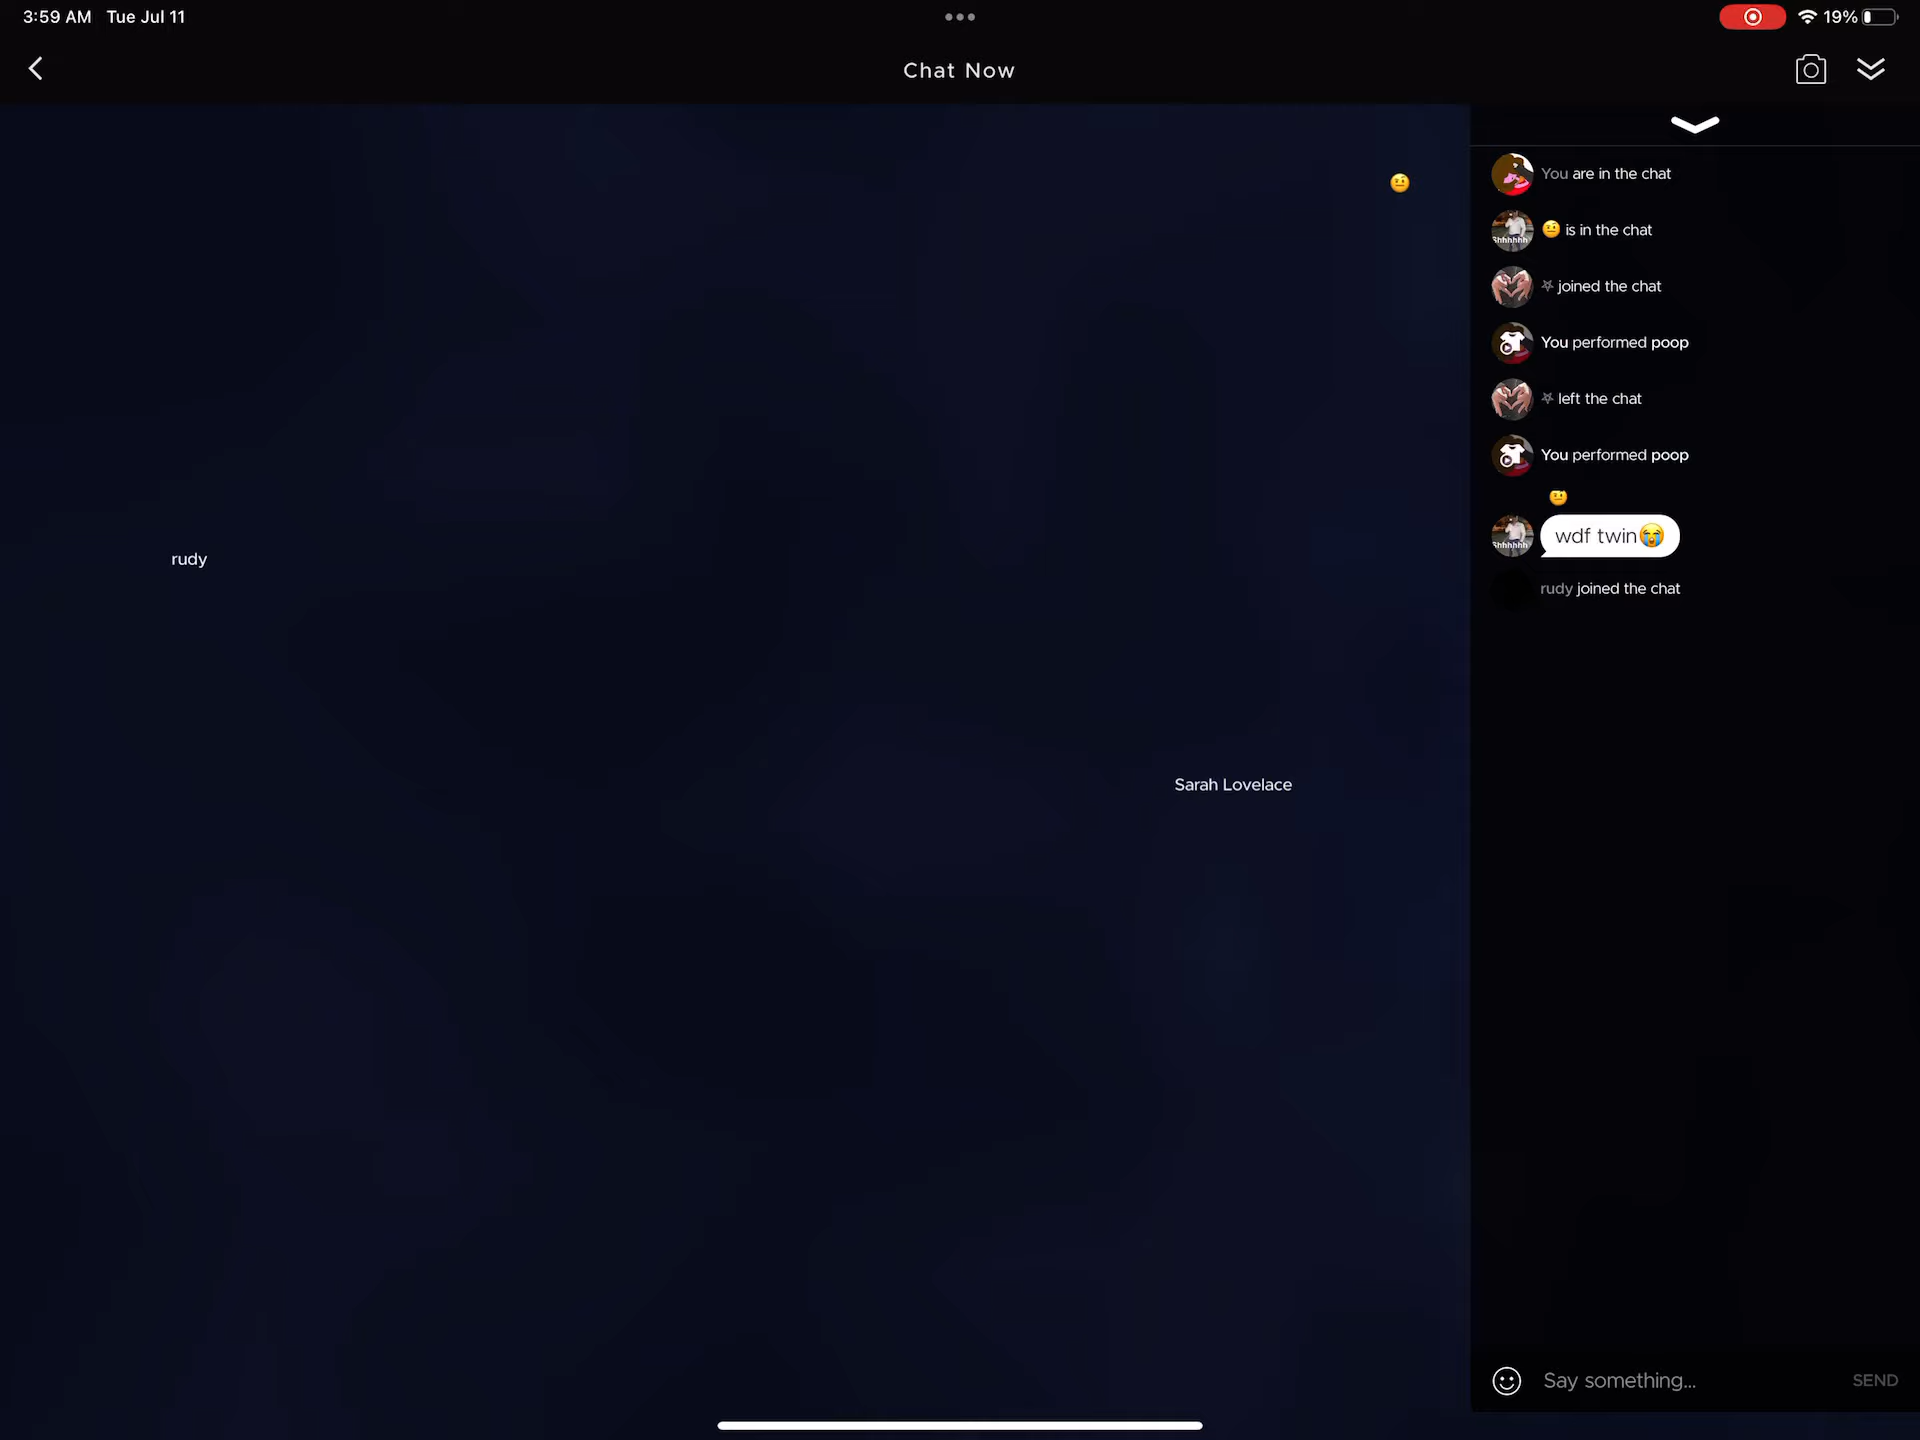 3:59 AM Tue Jul 11
19%
Chat Now
You are in the chat
🤨 is in the chat
⛧ joined the chat
You performed poop
⛧ left the chat
You performed poop
🤨
wdf twin😭
rudy joined the chat
rudy
Sarah Lovelace
Say something...
SEND